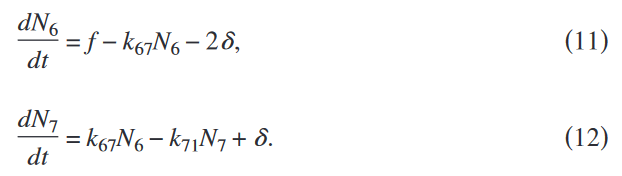 dN₆/dt = f − k₆₇N₆ − 2δ, (11)
dN₇/dt = k₆₇N₆ − k₇₁N₇ + δ. (12)